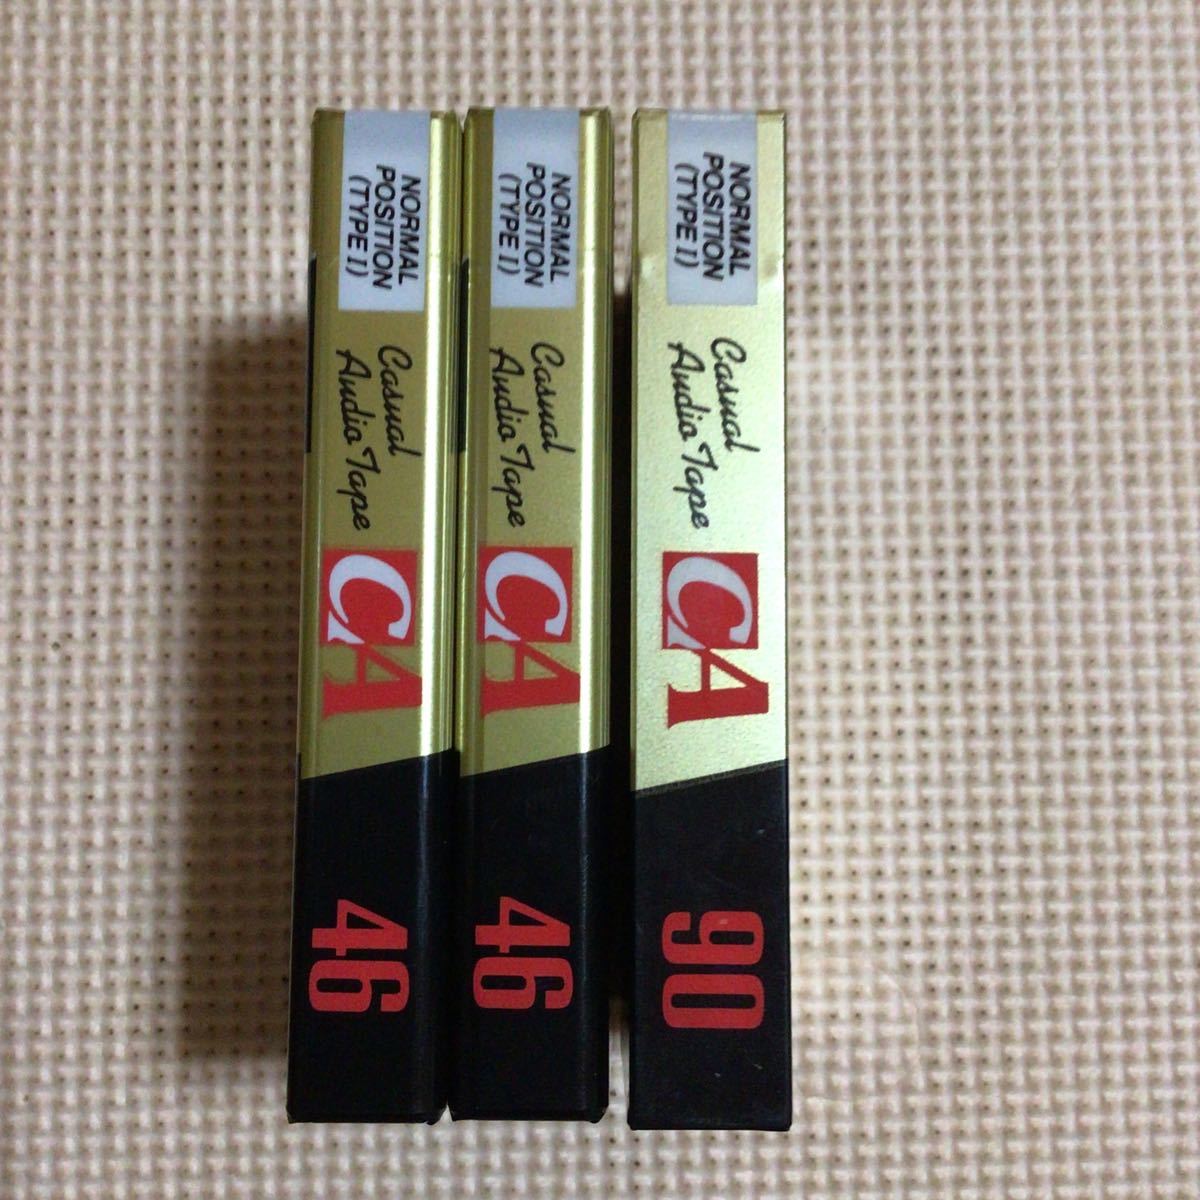 NORMAL
POSITION
(TYPE I)
Casual
Audio Tape
CA
46
NORMAL
POSITION
(TYPE I)
Casual
Audio Tape
CA
46
NORMAL
POSITION
(TYPE I)
Casual
Audio Tape
CA
90